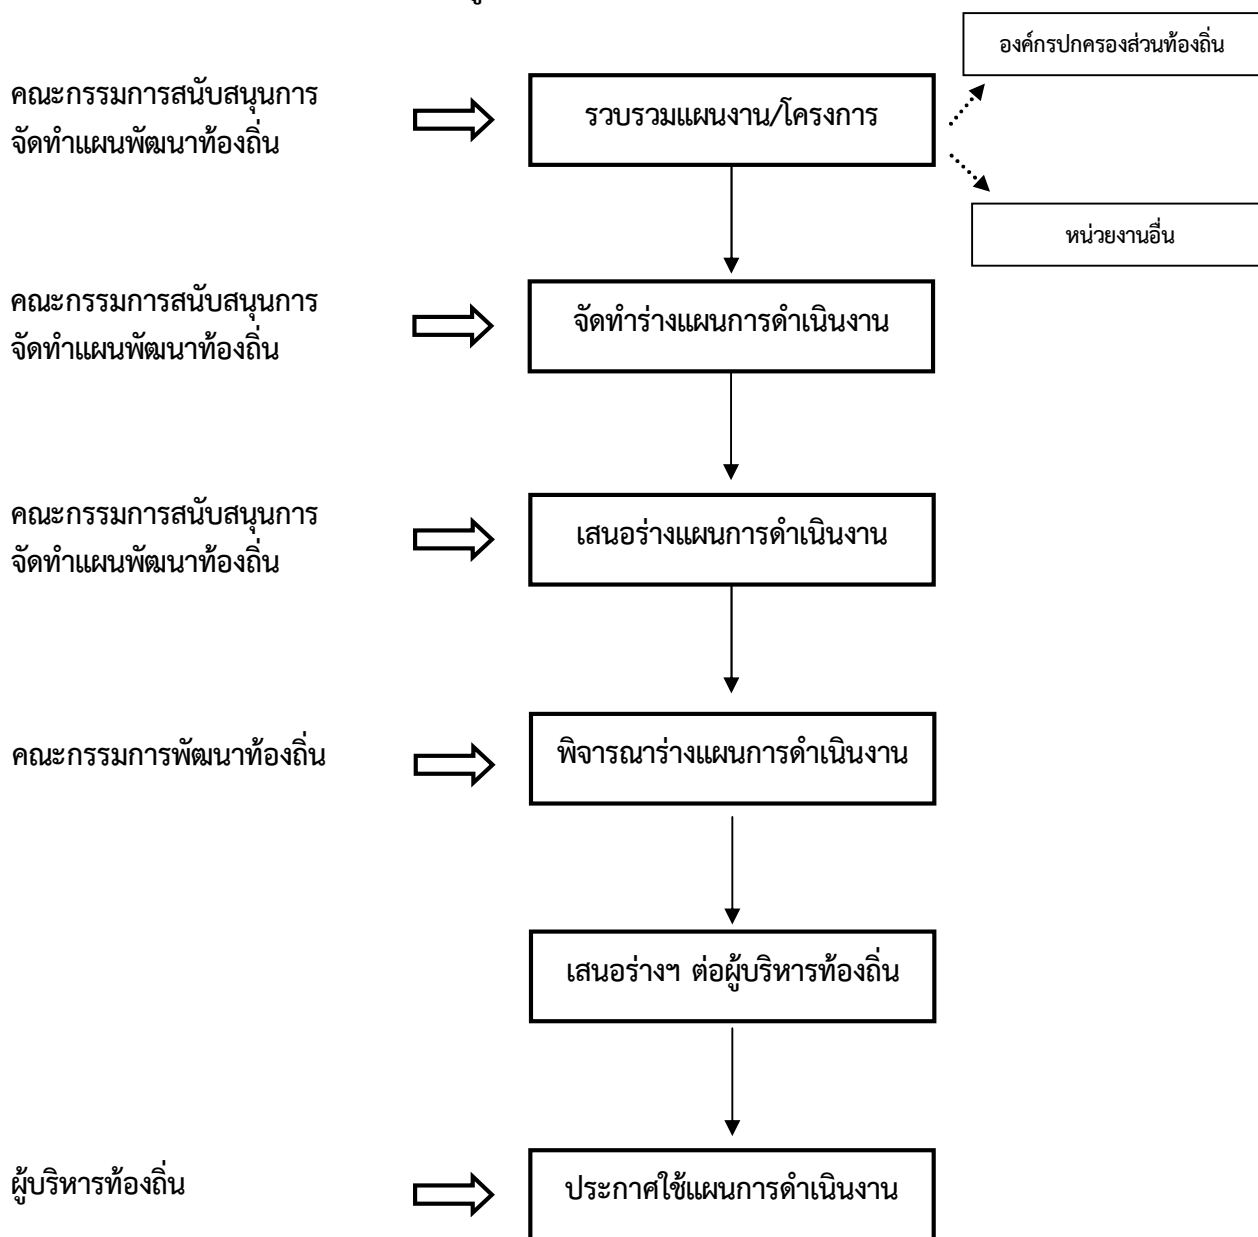 องค์กรปกครองส่วนท้องถิ่น
คณะกรรมการสนับสนุนการ
จัดทำแผนพัฒนาท้องถิ่น
รวบรวมแผนงาน/โครงการ
หน่วยงานอื่น
คณะกรรมการสนับสนุนการ
จัดทำแผนพัฒนาท้องถิ่น
จัดทำร่างแผนการดำเนินงาน
คณะกรรมการสนับสนุนการ
จัดทำแผนพัฒนาท้องถิ่น
เสนอร่างแผนการดำเนินงาน
คณะกรรมการพัฒนาท้องถิ่น
พิจารณาร่างแผนการดำเนินงาน
เสนอร่างฯ ต่อผู้บริหารท้องถิ่น
ผู้บริหารท้องถิ่น
ประกาศใช้แผนการดำเนินงาน